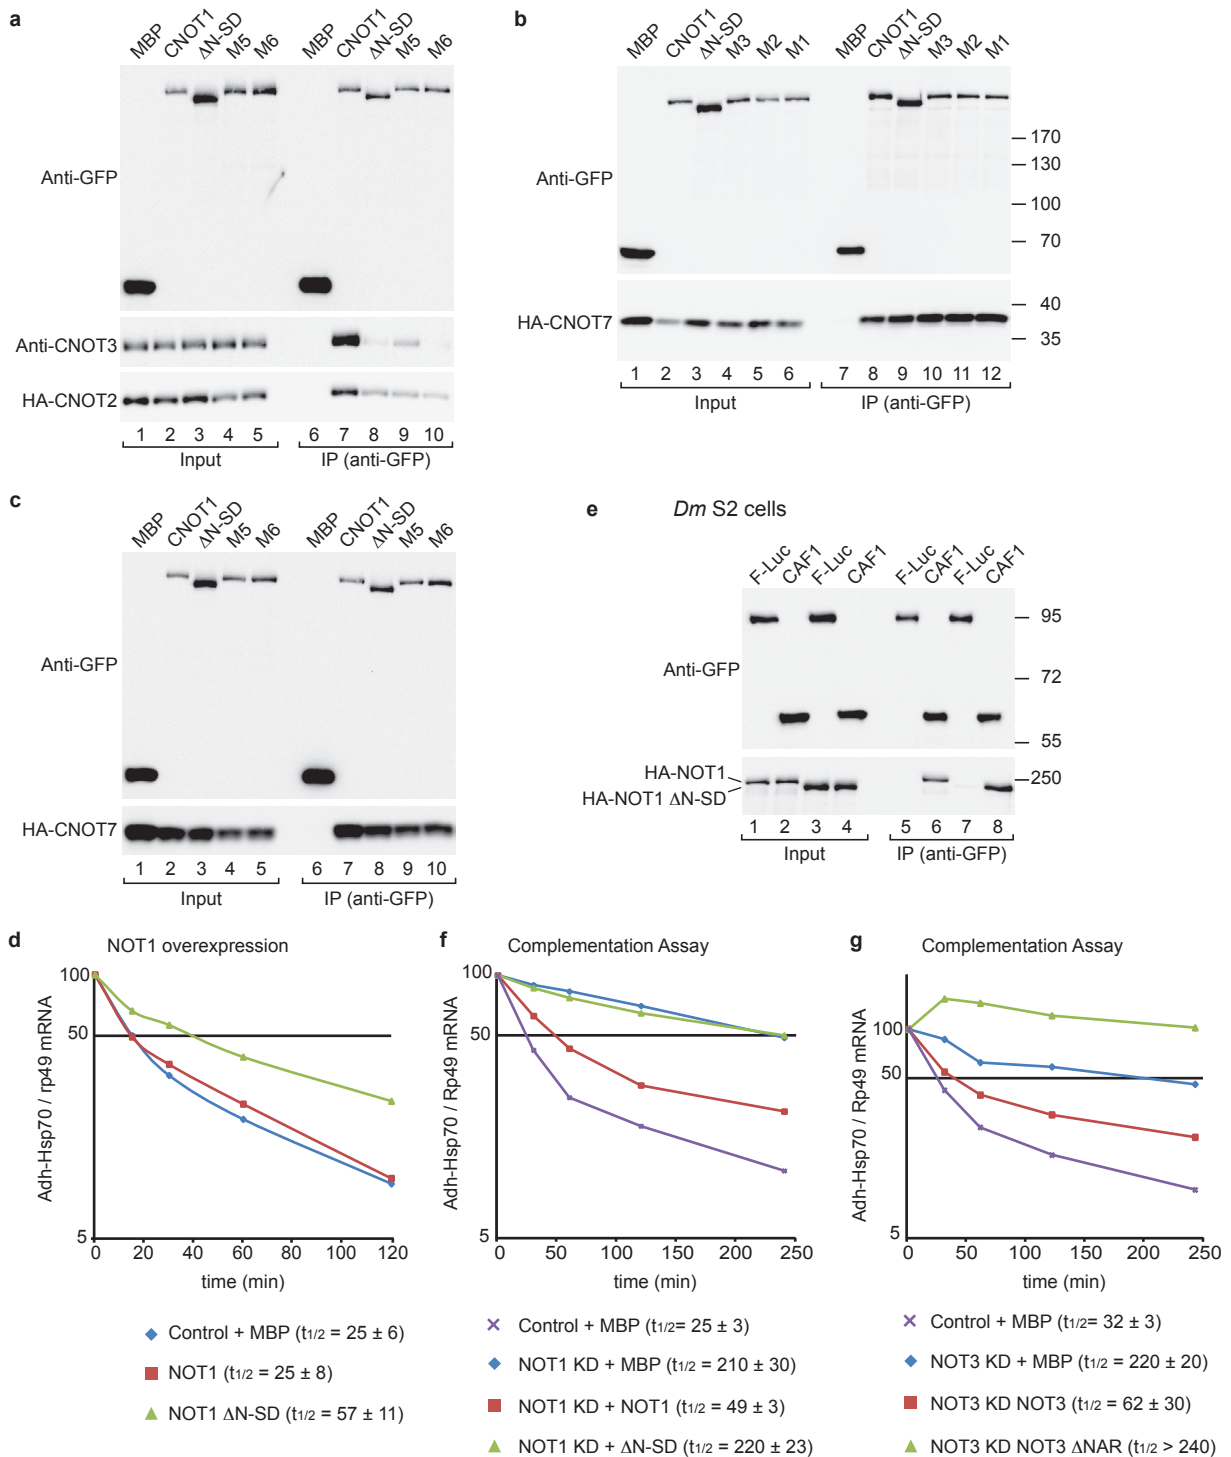 a
MBP
CNOT1
ΔN-SD
M5
M6
MBP
CNOT1
ΔN-SD
M5
M6
Anti-GFP
Anti-CNOT3
HA-CNOT2
1 2 3 4 5 6 7 8 9 10
Input IP (anti-GFP)
b
MBP
CNOT1
ΔN-SD
M3
M2
M1
MBP
CNOT1
ΔN-SD
M3
M2
M1
Anti-GFP
170
130
100
70
HA-CNOT7
40
35
1 2 3 4 5 6 7 8 9 10 11 12
Input IP (anti-GFP)
c
MBP
CNOT1
ΔN-SD
M5
M6
MBP
CNOT1
ΔN-SD
M5
M6
Anti-GFP
HA-CNOT7
1 2 3 4 5 6 7 8 9 10
Input IP (anti-GFP)
e Dm S2 cells
F-Luc
CAF1
F-Luc
CAF1
F-Luc
CAF1
F-Luc
CAF1
Anti-GFP
95
72
55
HA-NOT1
HA-NOT1 ΔN-SD
250
1 2 3 4 5 6 7 8
Input IP (anti-GFP)
d NOT1 overexpression
Adh-Hsp70 / rp49 mRNA
100
50
5
0 20 40 60 80 100 120
time (min)
Control + MBP (t1/2 = 25 ± 6)
NOT1 (t1/2 = 25 ± 8)
NOT1 ΔN-SD (t1/2 = 57 ± 11)
f Complementation Assay
Adh-Hsp70 / Rp49 mRNA
100
50
5
0 50 100 150 200 250
time (min)
Control + MBP (t1/2= 25 ± 3)
NOT1 KD + MBP (t1/2 = 210 ± 30)
NOT1 KD + NOT1 (t1/2 = 49 ± 3)
NOT1 KD + ΔN-SD (t1/2 = 220 ± 23)
g Complementation Assay
Adh-Hsp70 / Rp49 mRNA
100
50
5
0 50 100 150 200 250
time (min)
Control + MBP (t1/2= 32 ± 3)
NOT3 KD + MBP (t1/2 = 220 ± 20)
NOT3 KD NOT3 (t1/2 = 62 ± 30)
NOT3 KD NOT3 ΔNAR (t1/2 > 240)